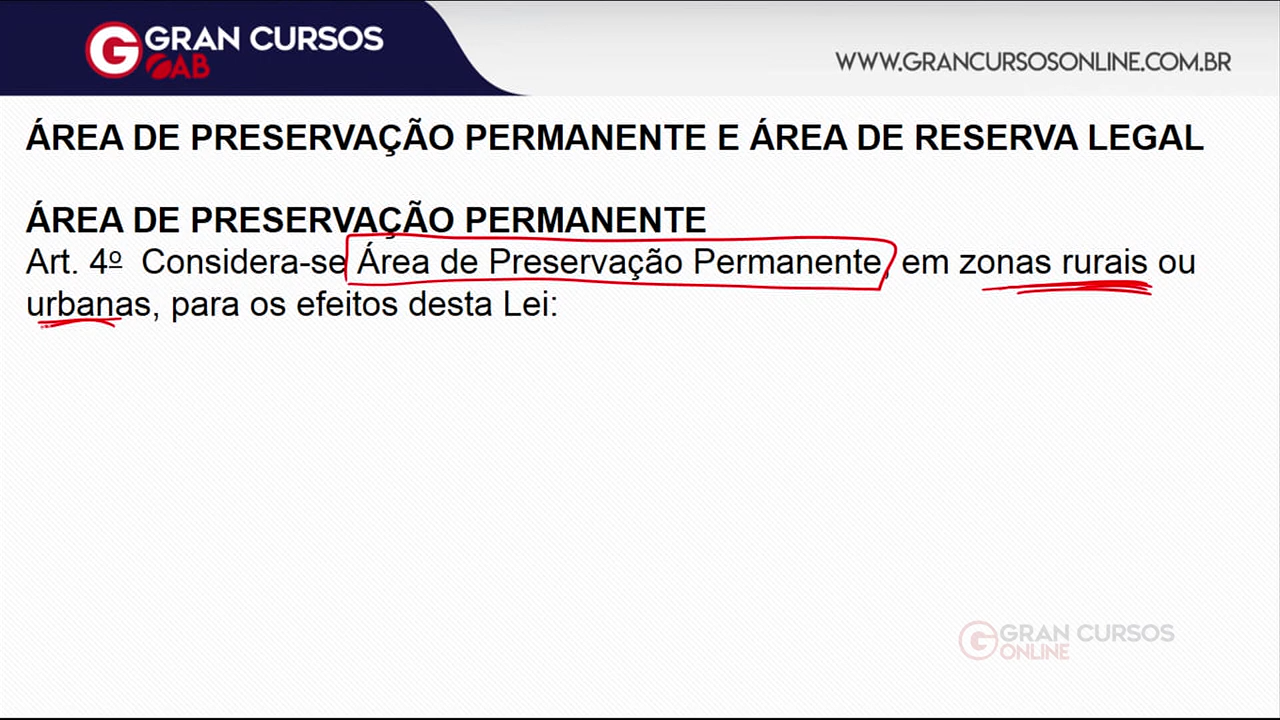 GRAN CURSOS
OAB
WWW.GRANCURSOSONLINE.COM.BR
ÁREA DE PRESERVAÇÃO PERMANENTE E ÁREA DE RESERVA LEGAL
ÁREA DE PRESERVAÇÃO PERMANENTE
Art. 4º Considera-se Área de Preservação Permanente, em zonas rurais ou
urbanas, para os efeitos desta Lei:
GRAN CURSOS
ONLINE